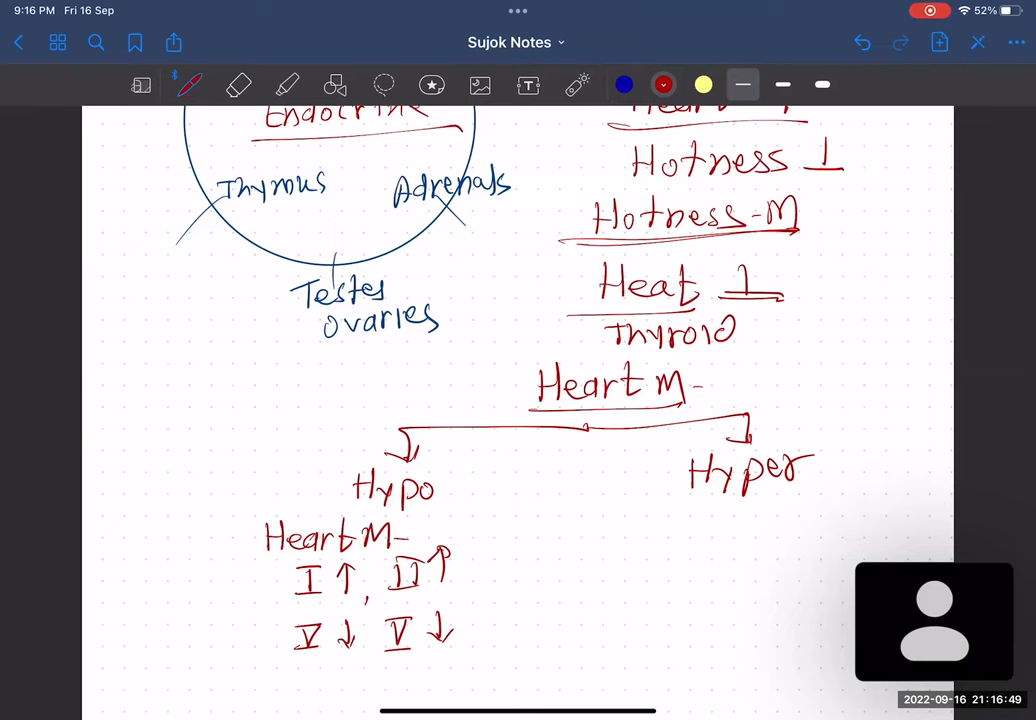 9:16 PM Fri 16 Sep
52%
Sujok Notes
Endocrine
Hotness ⊥
Thymus
Adrenals
Hotness-M
Heat ⊥
Testes
ovaries
Thyroid
Heart M-
Hypo
Hyper
Heart M-
I ↑, II ↑
V ↓ V ↓
2022-09-16 21:16:49